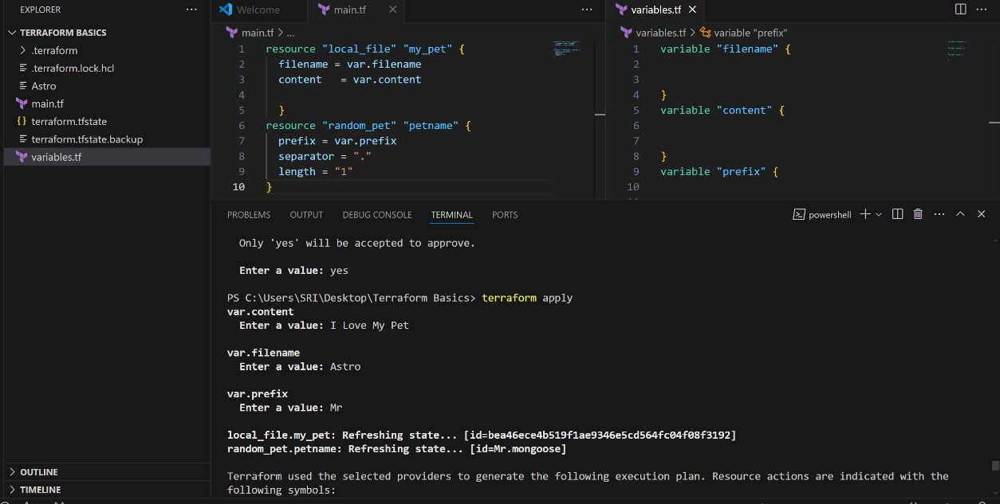 EXPLORER
TERRAFORM BASICS
.terraform
.terraform.lock.hcl
Astro
main.tf
terraform.tfstate
terraform.tfstate.backup
variables.tf
OUTLINE
TIMELINE
Welcome
main.tf
main.tf > ...
1 resource "local_file" "my_pet" {
2 filename = var.filename
3 content   = var.content
4
5 }
6 resource "random_pet" "petname" {
7 prefix = var.prefix
8 separator = "."
9 length = "1"
10 }
variables.tf
variables.tf > variable "prefix"
1 variable "filename" {
2
3
4 }
5 variable "content" {
6
7
8 }
9 variable "prefix" {
10
PROBLEMS OUTPUT DEBUG CONSOLE TERMINAL PORTS
powershell
Only 'yes' will be accepted to approve.
Enter a value: yes
PS C:\Users\SRI\Desktop\Terraform Basics> terraform apply
var.content
Enter a value: I Love My Pet
var.filename
Enter a value: Astro
var.prefix
Enter a value: Mr
local_file.my_pet: Refreshing state... [id=bea46ece4b519f1ae9346e5cd564fc04f08f3192]
random_pet.petname: Refreshing state... [id=Mr.mongoose]
Terraform used the selected providers to generate the following execution plan. Resource actions are indicated with the
following symbols: